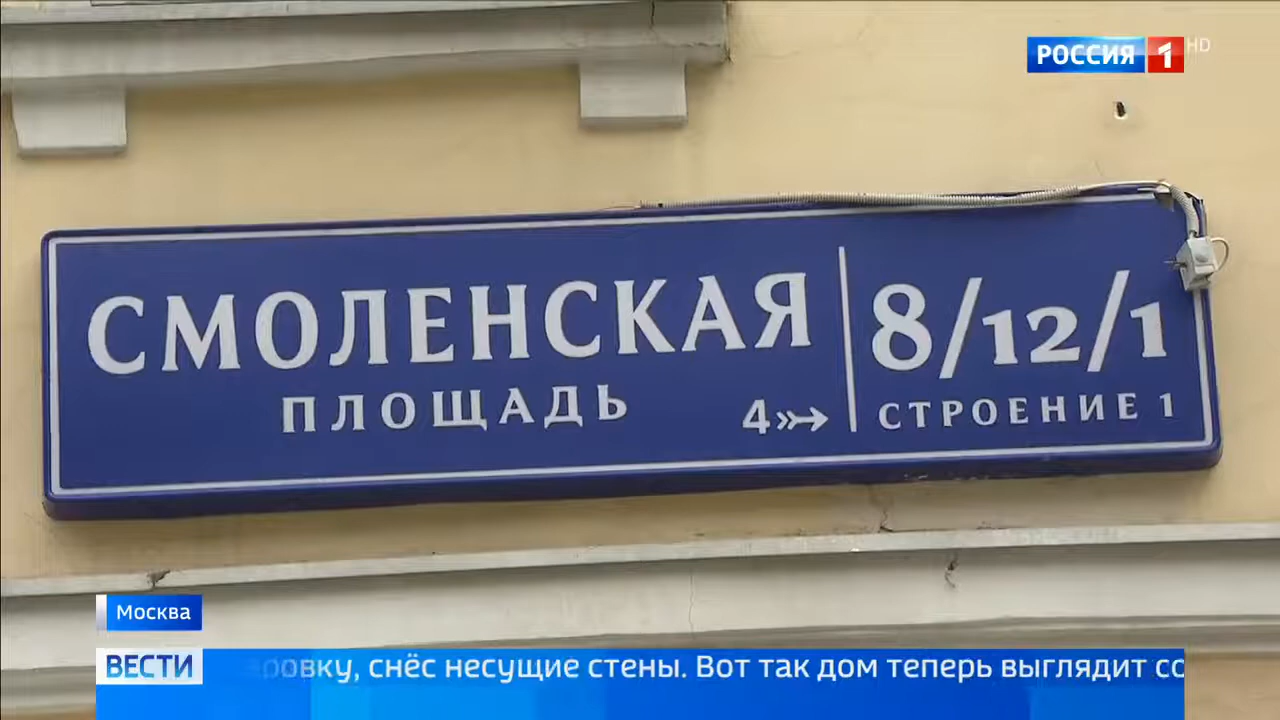 РОССИЯ 1 HD
СМОЛЕНСКАЯ
ПЛОЩАДЬ
4
8/12/1
СТРОЕНИЕ 1
Москва
ВЕСТИ
снёс несущие стены. Вот так дом теперь выглядит